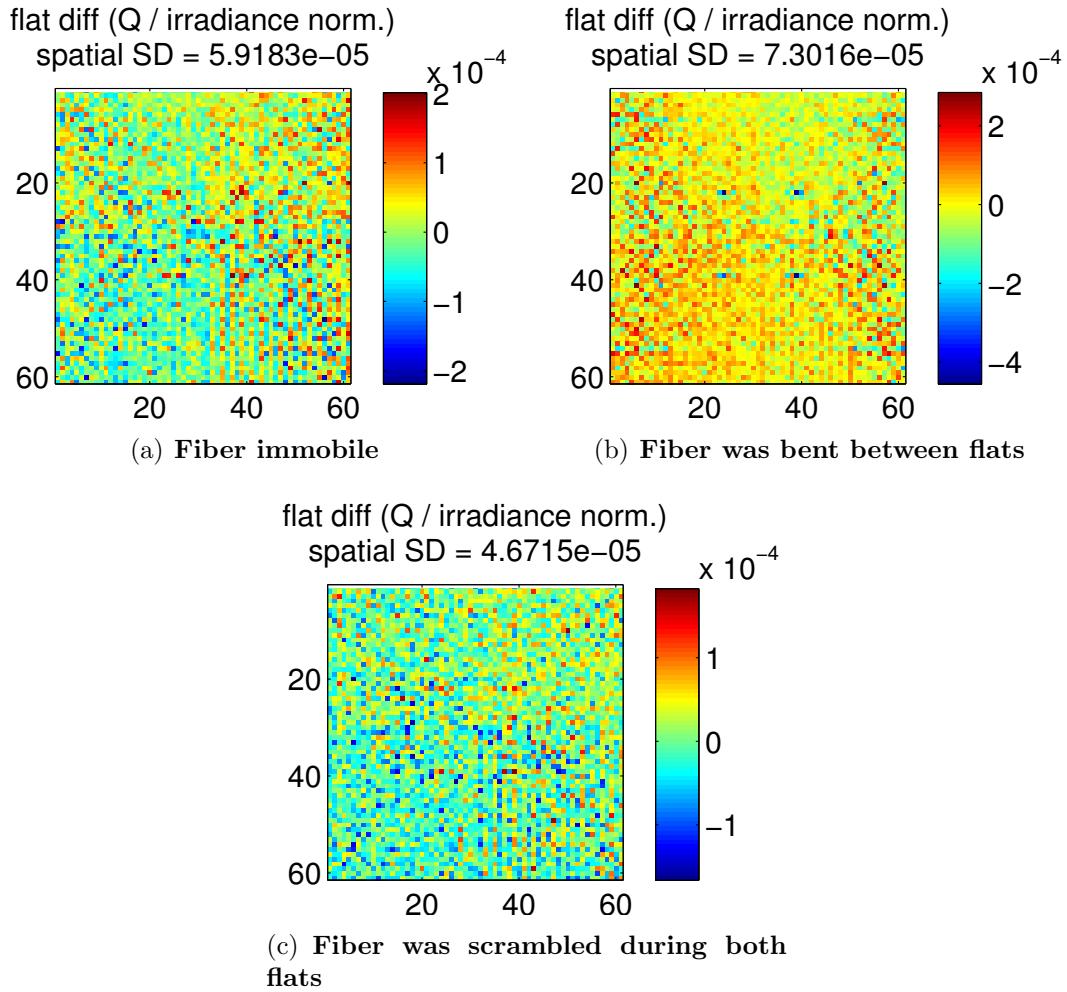 flat diff (Q / irradiance norm.)
spatial SD = 5.9183e−05
x 10⁻⁴
2
1
0
−1
−2
20
40
60
20 40 60
(a) Fiber immobile
flat diff (Q / irradiance norm.)
spatial SD = 7.3016e−05
x 10⁻⁴
2
0
−2
−4
20
40
60
20 40 60
(b) Fiber was bent between flats
flat diff (Q / irradiance norm.)
spatial SD = 4.6715e−05
x 10⁻⁴
1
0
−1
20
40
60
20 40 60
(c) Fiber was scrambled during both
flats